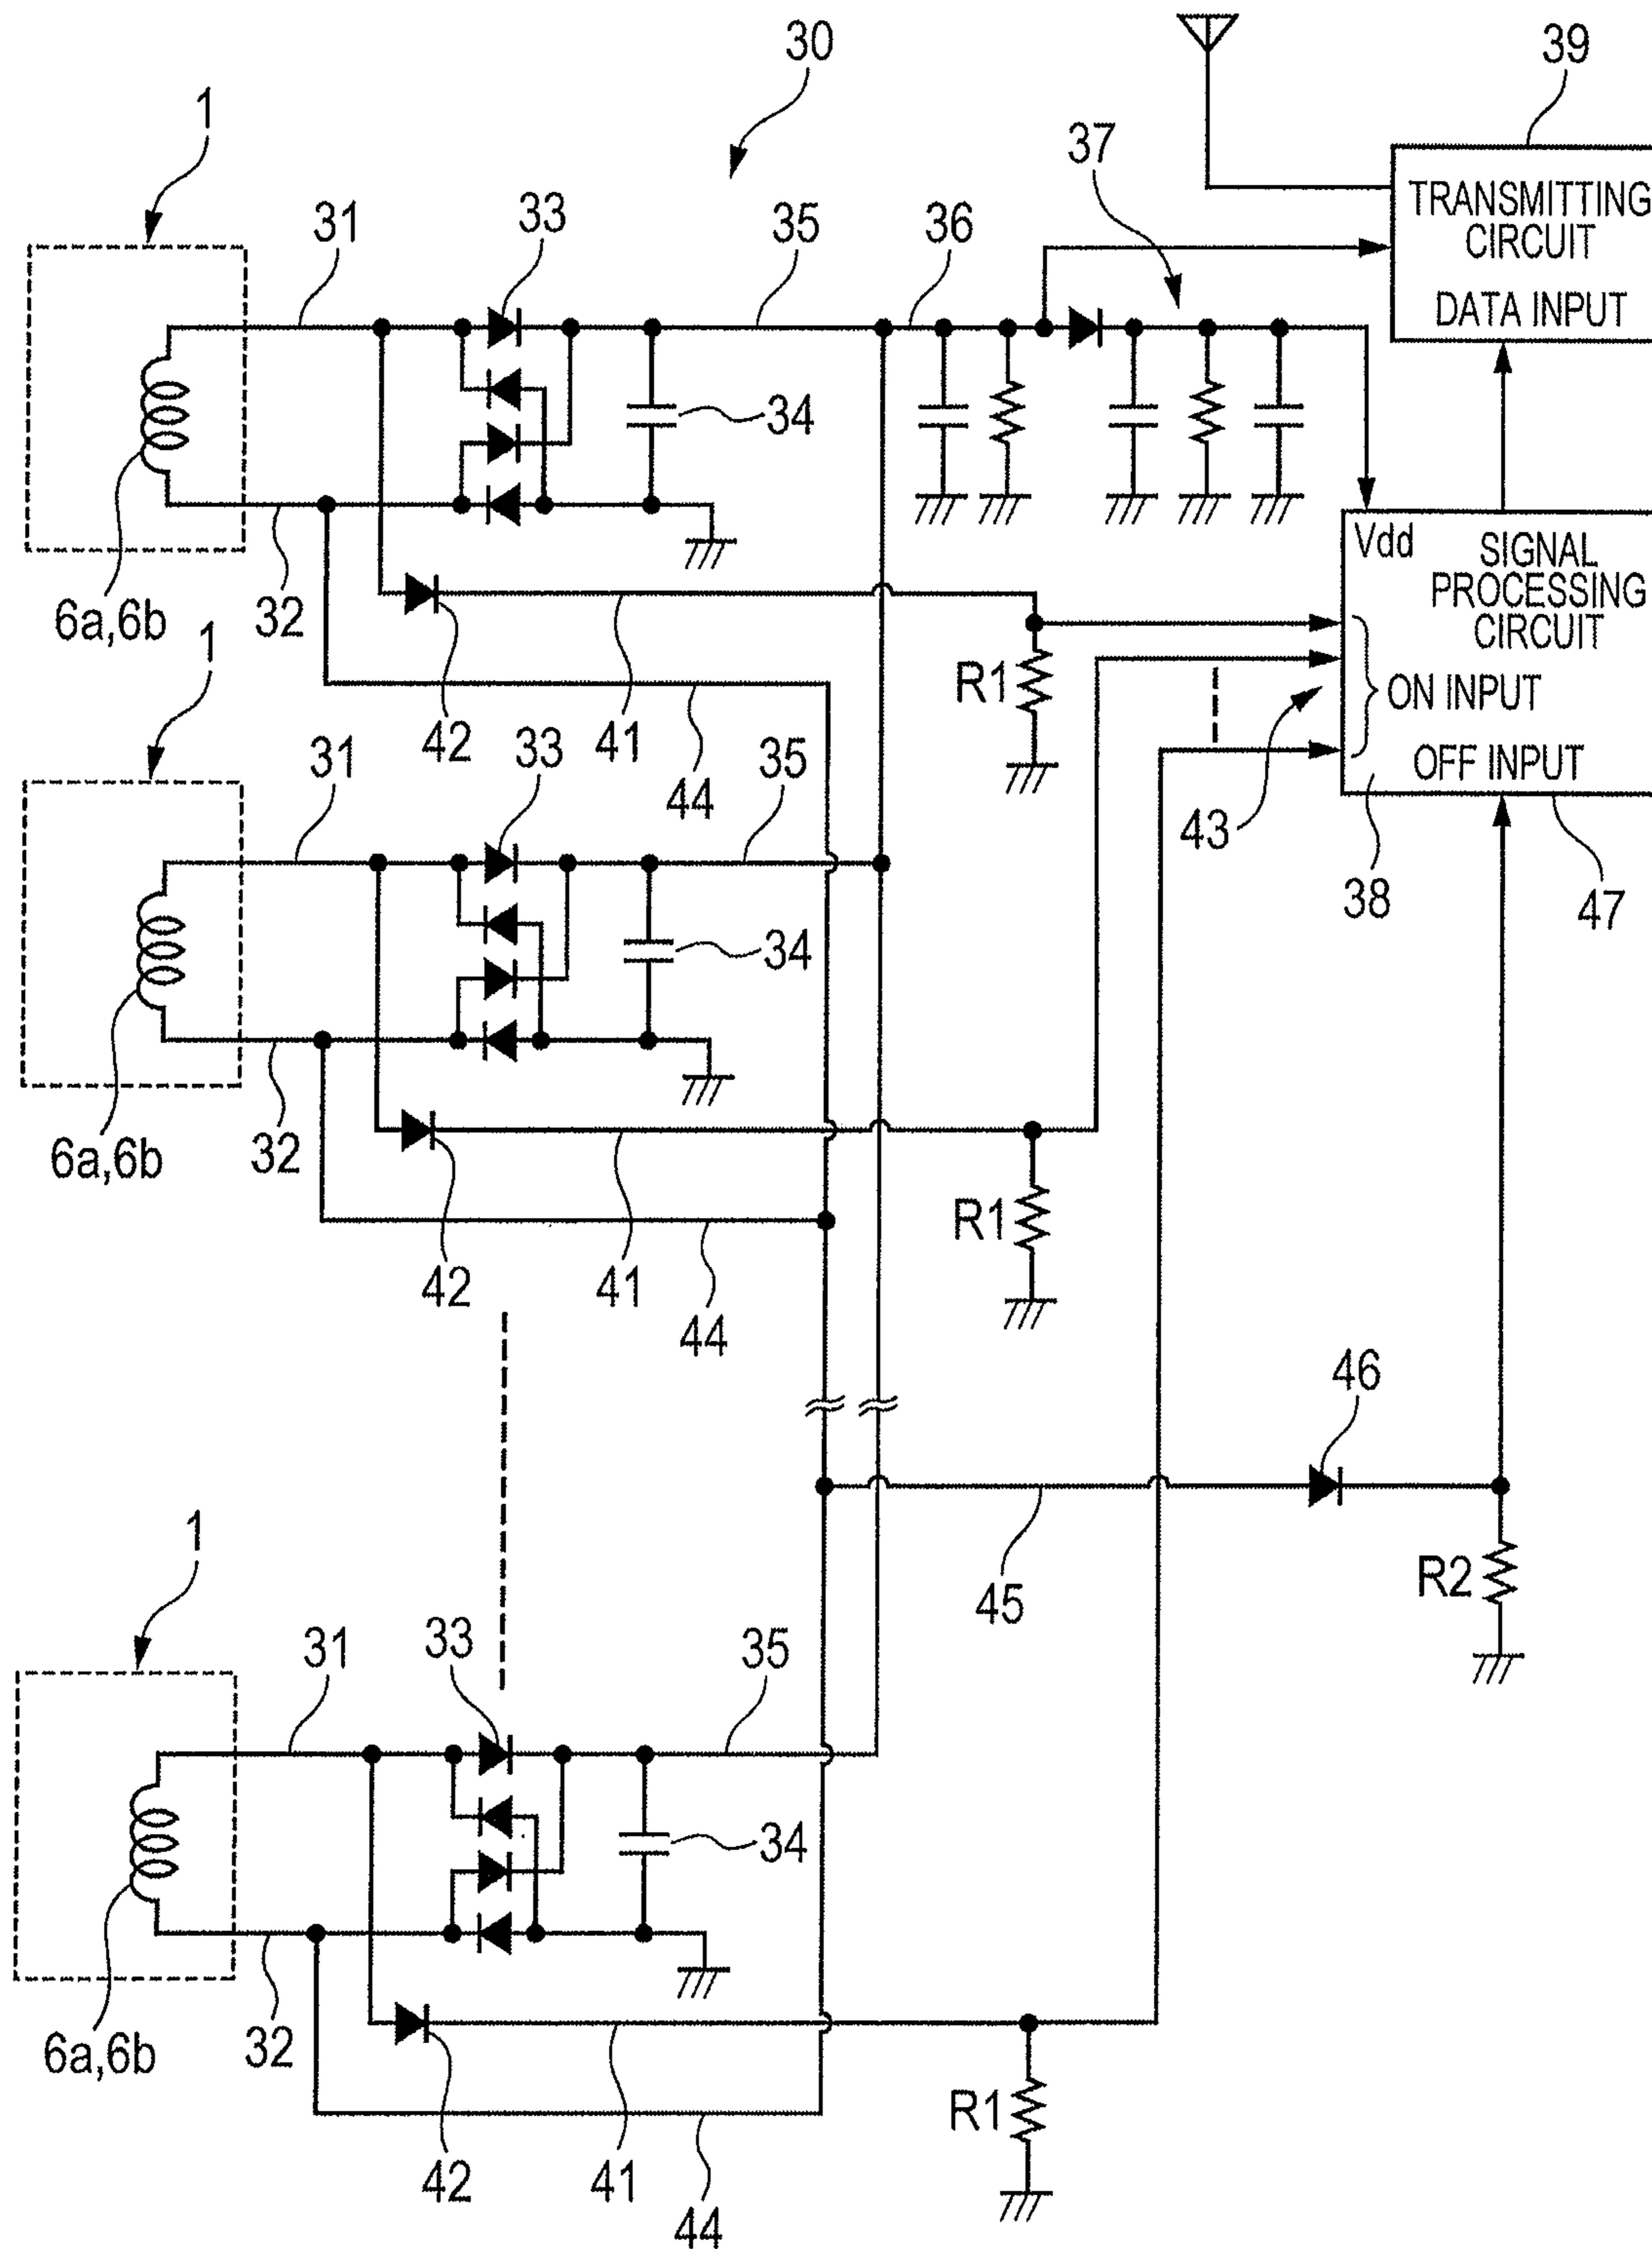 30
39
1
37
31
33
35
36
TRANSMITTING
CIRCUIT
DATA INPUT
34
Vdd
SIGNAL
PROCESSING
CIRCUIT
6a,6b
32
1
R1
ON INPUT
42
41
31
33
44
35
OFF INPUT
43
38
47
34
6a,6b
32
R1
42
41
44
46
1
45
R2
31
33
35
34
6a,6b
32
R1
42
41
44